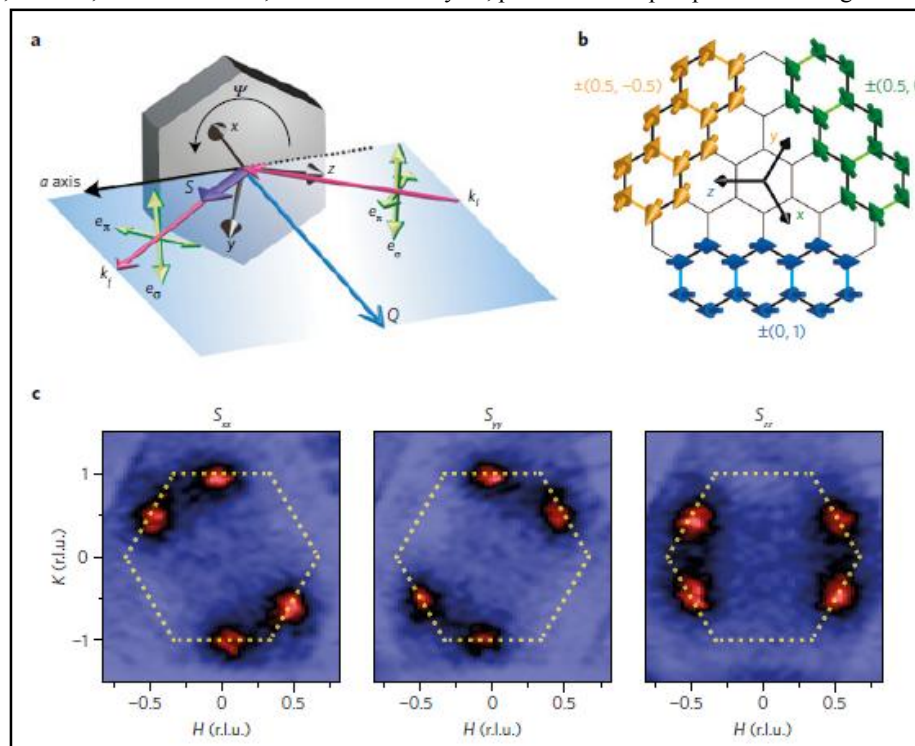 a
Ψ
x
z
a axis
S
e_π
k_i
e_π
y
e_σ
k_f
e_σ
Q
b
±(0.5, −0.5)
±(0.5,
y
z
x
±(0, 1)
c
S_xx S_yy S_zz
K (r.l.u.)
1
0
−1
−0.5 0 0.5 −0.5 0 0.5 −0.5 0 0.5
H (r.l.u.) H (r.l.u.) H (r.l.u.)